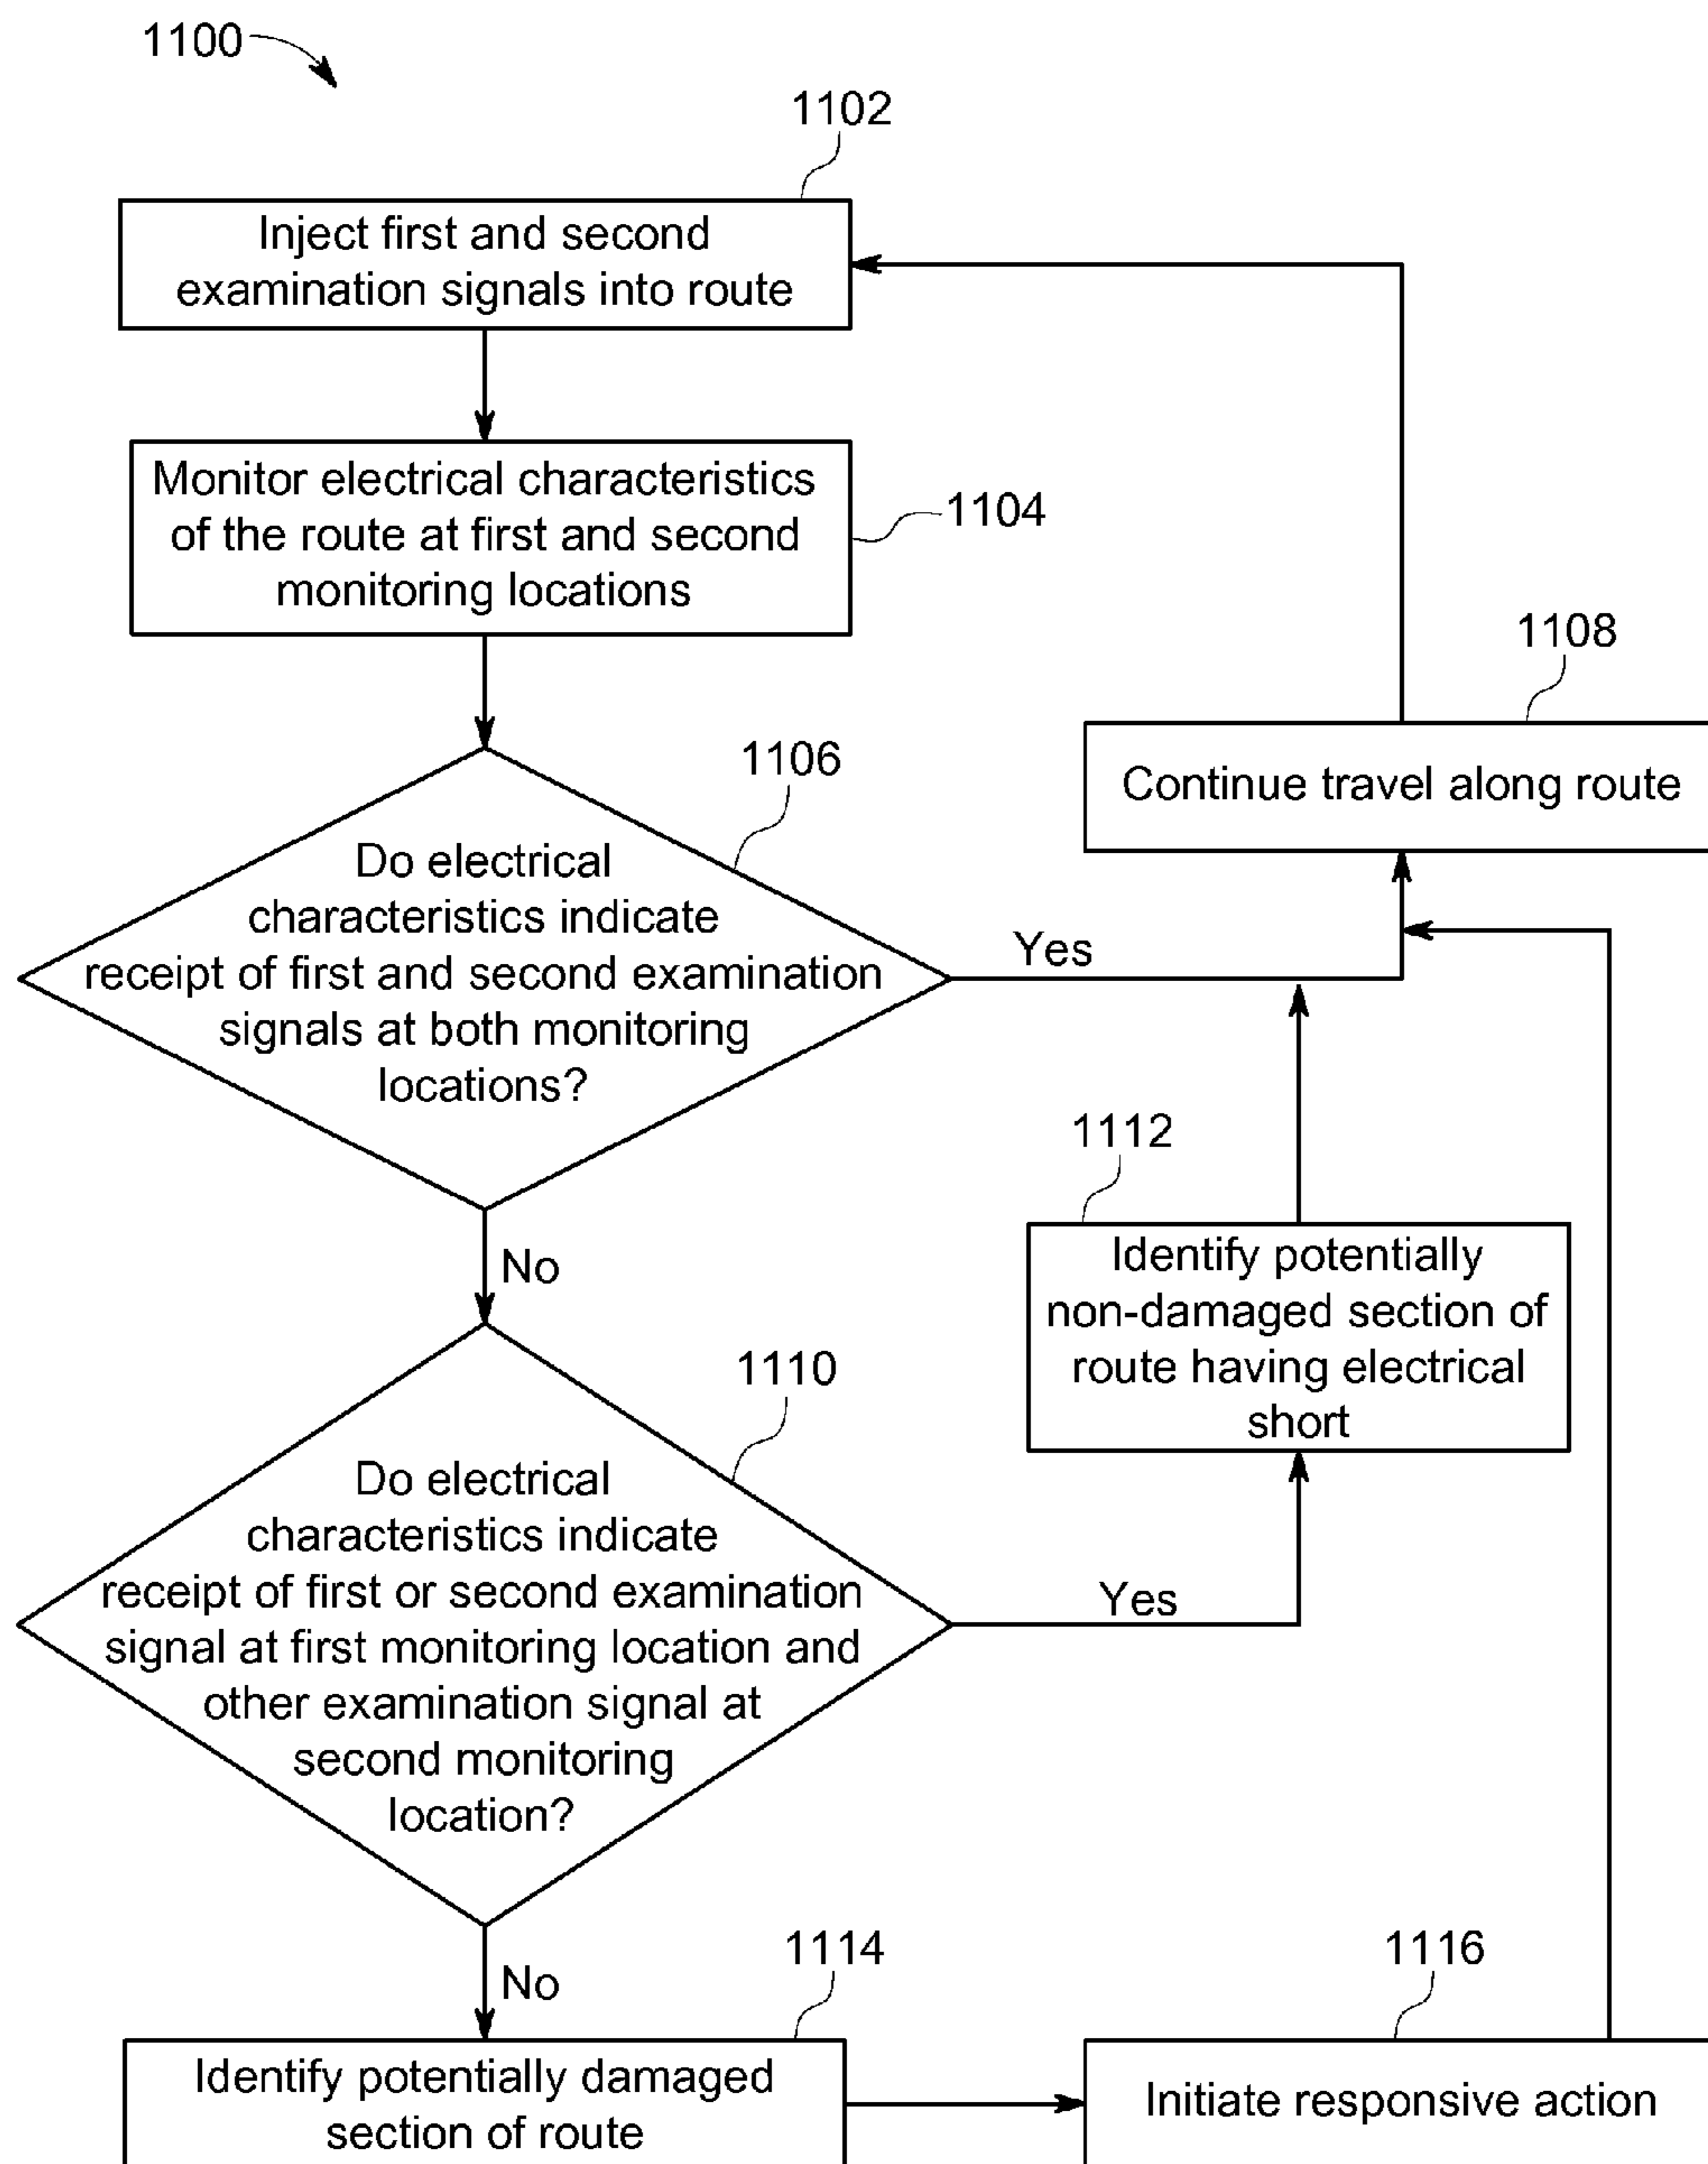 1100
1102
Inject first and second
examination signals into route
Monitor electrical characteristics
of the route at first and second
monitoring locations
1104
1106
Do electrical
characteristics indicate
receipt of first and second examination
signals at both monitoring
locations?
Yes
1108
Continue travel along route
No
1112
Identify potentially
non-damaged section of
route having electrical
short
1110
Do electrical
characteristics indicate
receipt of first or second examination
signal at first monitoring location and
other examination signal at
second monitoring
location?
Yes
No
1114
Identify potentially damaged
section of route
1116
Initiate responsive action